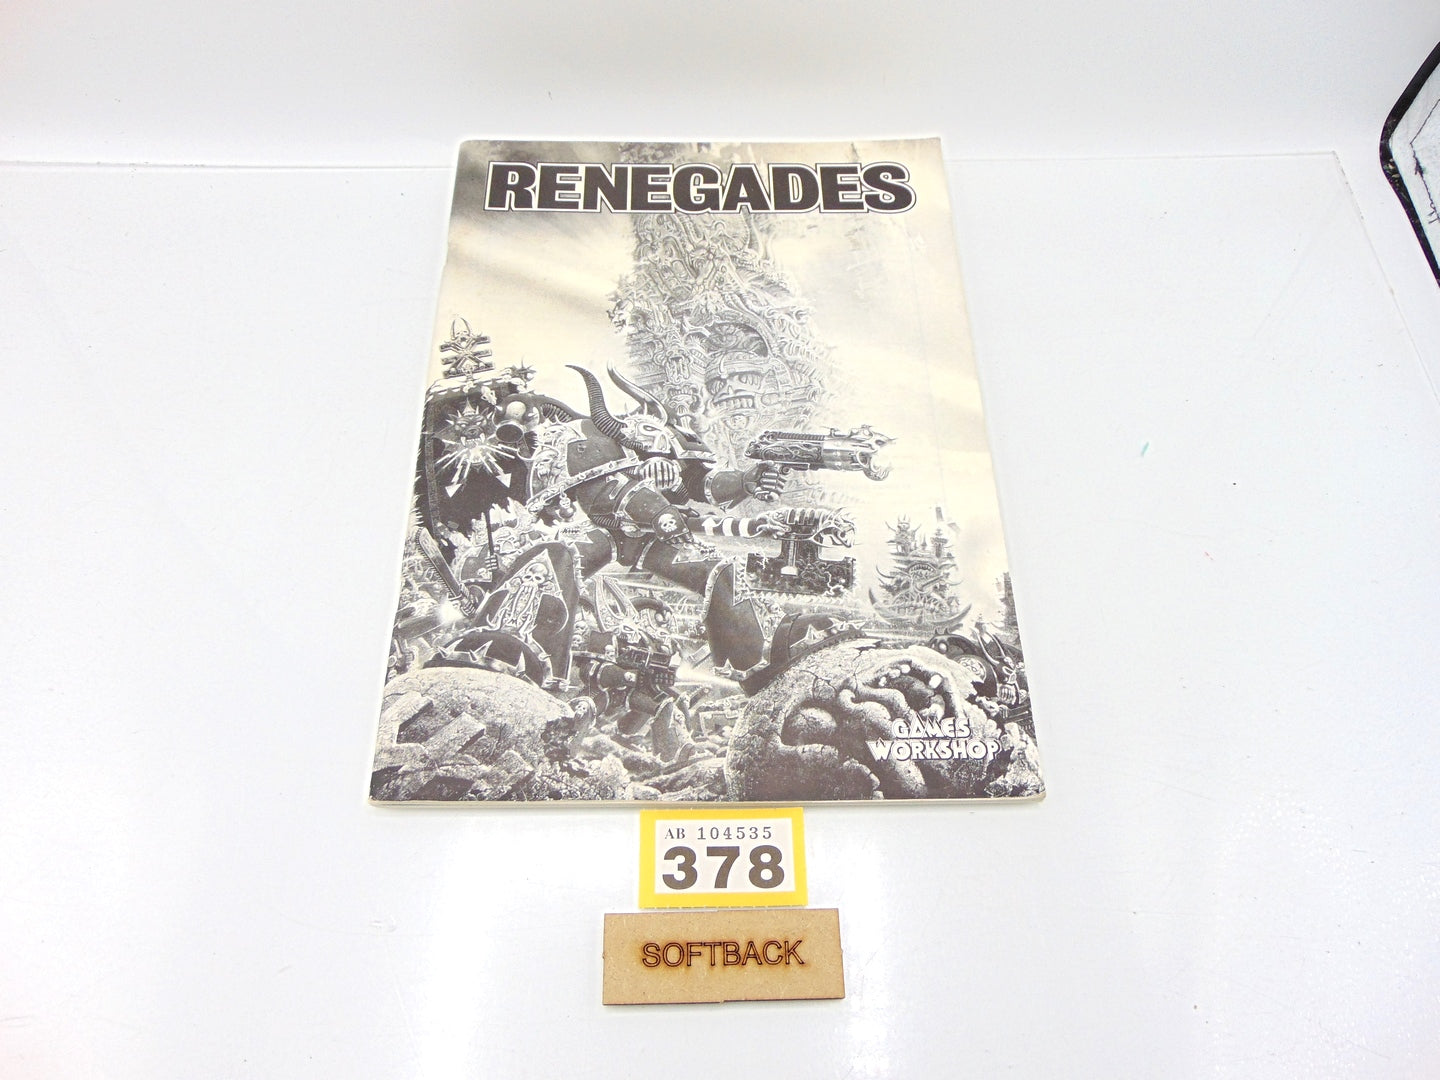 RENEGADES
GAMES
WORKSHOP
AB 104535
378
SOFTBACK